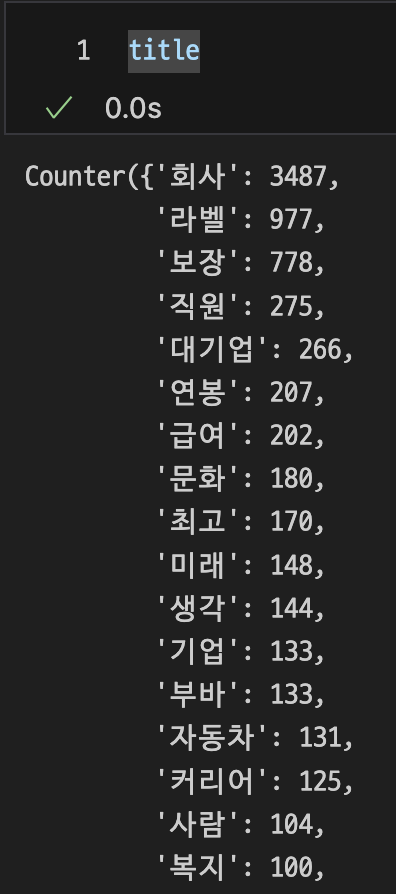 1 title
0.0s
Counter({'회사': 3487,
'라벨': 977,
'보장': 778,
'직원': 275,
'대기업': 266,
'연봉': 207,
'급여': 202,
'문화': 180,
'최고': 170,
'미래': 148,
'생각': 144,
'기업': 133,
'부바': 133,
'자동차': 131,
'커리어': 125,
'사람': 104,
'복지': 100,